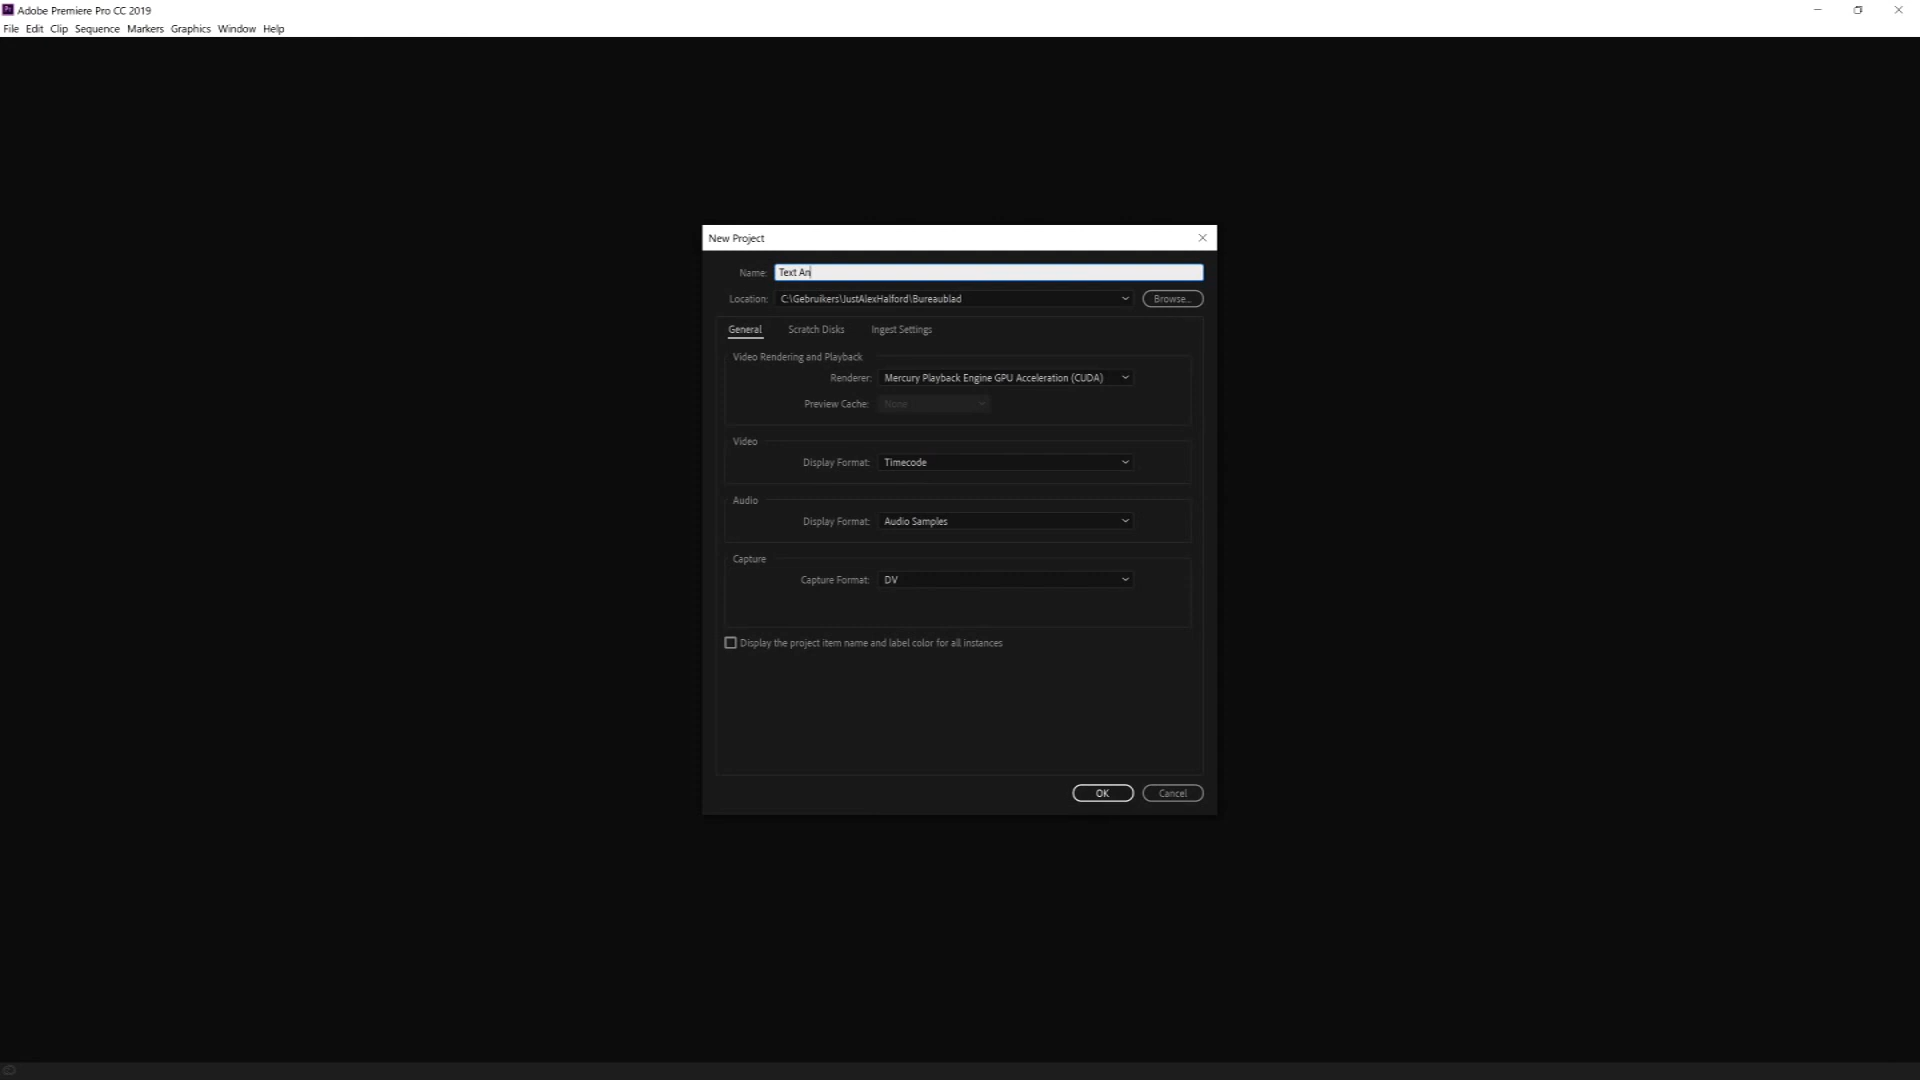 Adobe Premiere Pro CC 2019
File Edit Clip Sequence Markers Graphics Window Help
New Project
Name: Text An
Location: C:\Gebruikers\JustAlexHalford\Bureaublad Browse...
General Scratch Disks Ingest Settings
Video Rendering and Playback
Renderer: Mercury Playback Engine GPU Acceleration (CUDA)
Preview Cache: None
Video
Display Format: Timecode
Audio
Display Format: Audio Samples
Capture
Capture Format: DV
Display the project item name and label color for all instances
OK Cancel